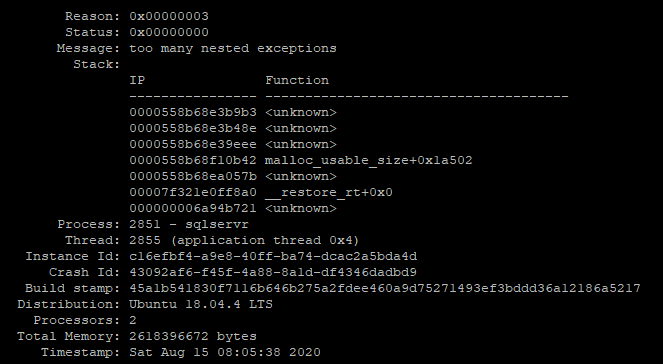 Reason: 0x00000003
Status: 0x00000000
Message: too many nested exceptions
Stack:
IP Function
---------------- --------------------------------------
0000558b68e3b9b3 <unknown>
0000558b68e3b48e <unknown>
0000558b68e39eee <unknown>
0000558b68f10b42 malloc_usable_size+0x1a502
0000558b68ea057b <unknown>
00007f321e0ff8a0 __restore_rt+0x0
000000006a94b721 <unknown>
Process: 2851 - sqlservr
Thread: 2855 (application thread 0x4)
Instance Id: c16efbf4-a9e8-40ff-ba74-dcac2a5bda4d
Crash Id: 43092af6-f45f-4a88-8a1d-df4346dadbd9
Build stamp: 45a1b541830f7116b646b275a2fdee460a9d75271493ef3bddd36a12186a5217
Distribution: Ubuntu 18.04.4 LTS
Processors: 2
Total Memory: 2618396672 bytes
Timestamp: Sat Aug 15 08:05:38 2020